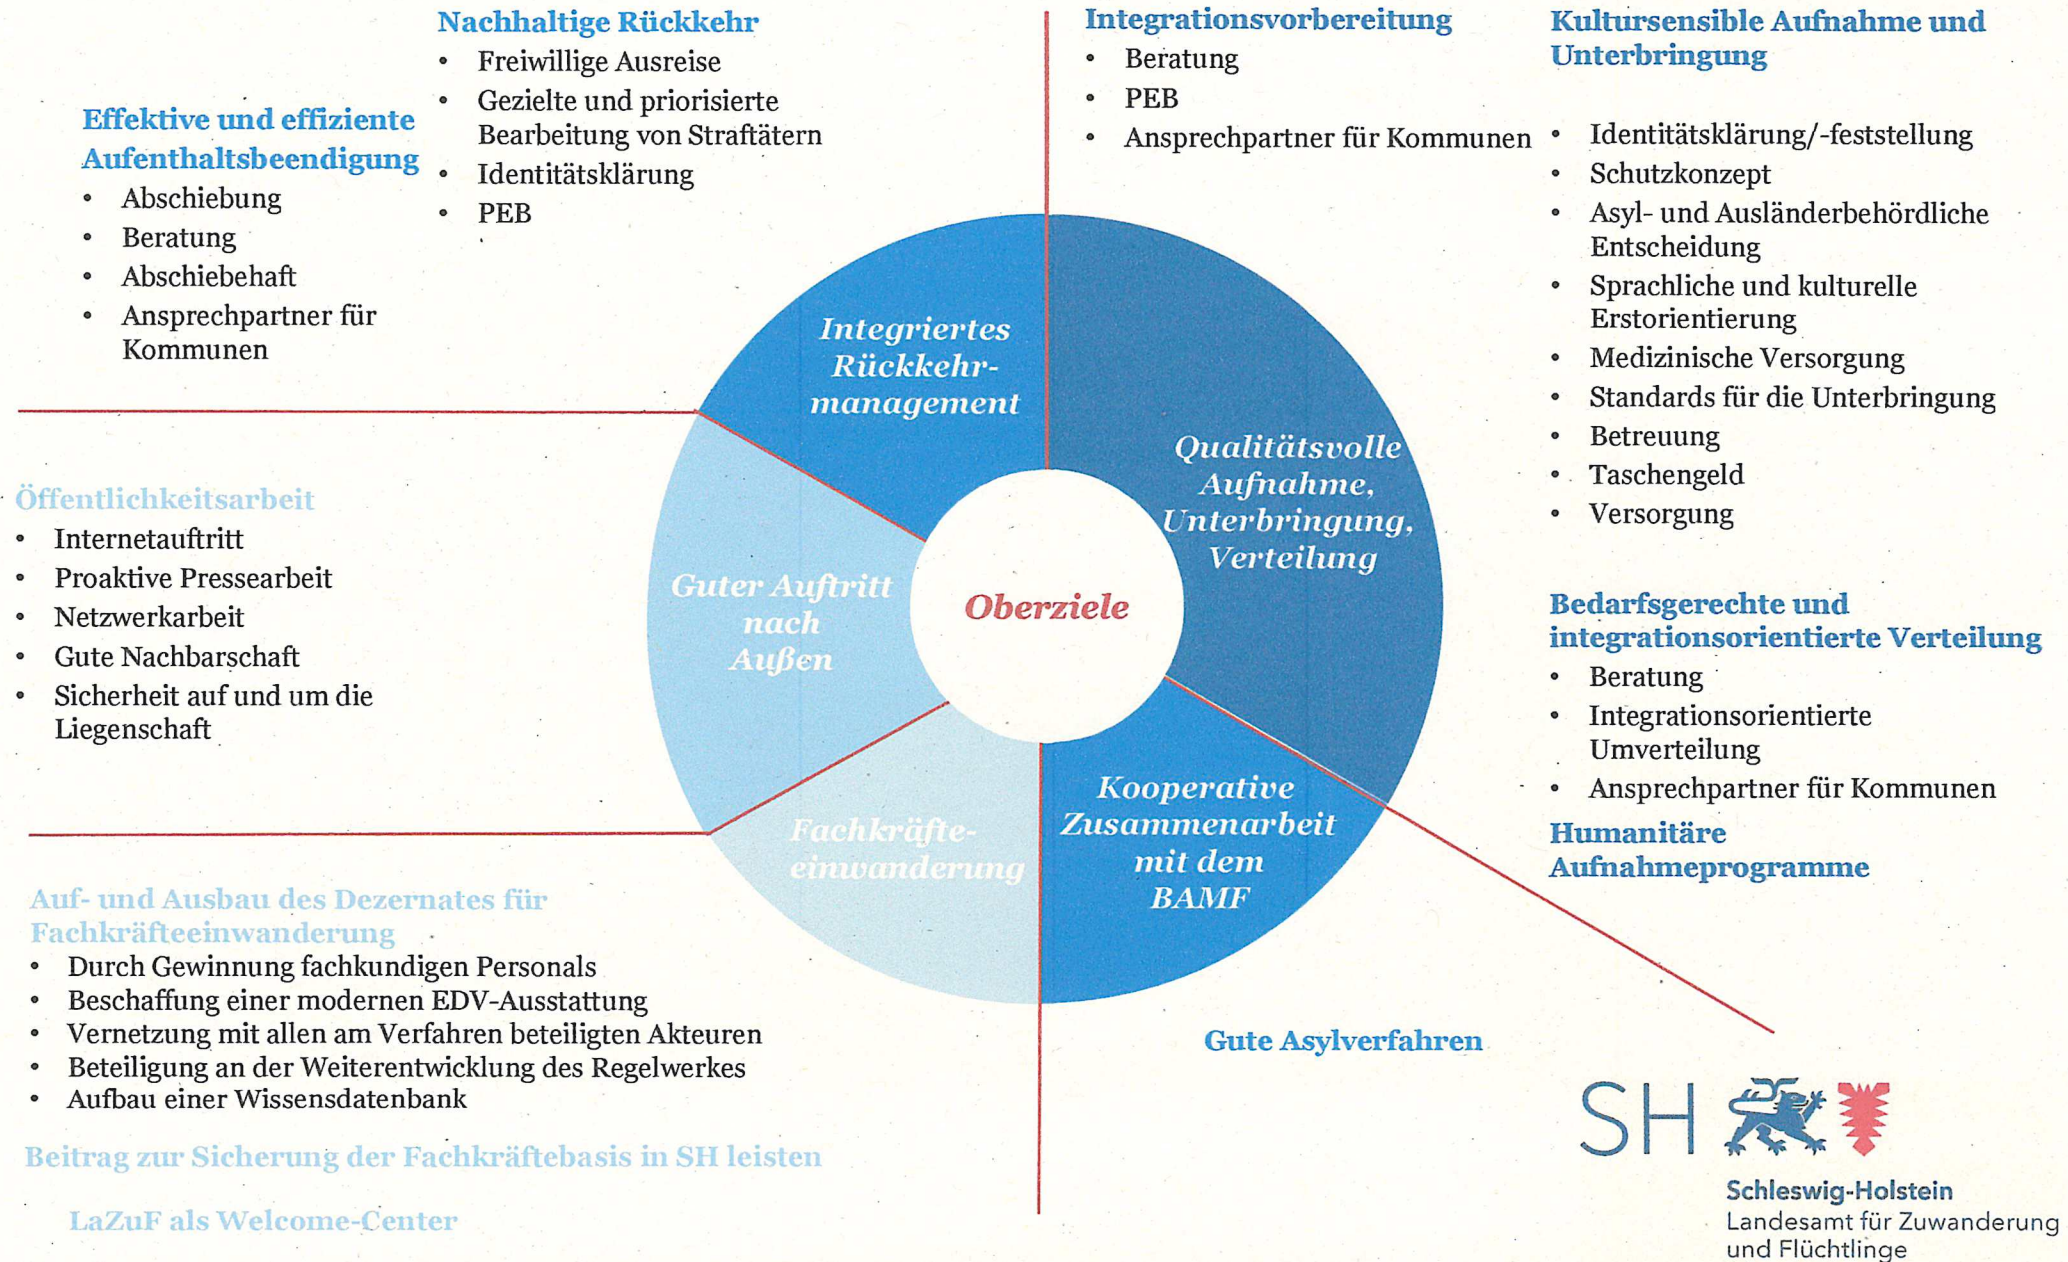 Nachhaltige Rückkehr
• Freiwillige Ausreise
• Gezielte und priorisierte
Bearbeitung von Straftätern
• Identitätsklärung
• PEB
Effektive und effiziente
Aufenthaltsbeendigung
• Abschiebung
• Beratung
• Abschiebehaft
• Ansprechpartner für
Kommunen
Integrationsvorbereitung
• Beratung
• PEB
• Ansprechpartner für Kommunen
Kultursensible Aufnahme und
Unterbringung
• Identitätsklärung/-feststellung
• Schutzkonzept
• Asyl- und Ausländerbehördliche
Entscheidung
• Sprachliche und kulturelle
Erstorientierung
• Medizinische Versorgung
• Standards für die Unterbringung
• Betreuung
• Taschengeld
• Versorgung
Bedarfsgerechte und
integrationsorientierte Verteilung
• Beratung
• Integrationsorientierte
Umverteilung
• Ansprechpartner für Kommunen
Humanitäre
Aufnahmeprogramme
Integriertes
Rückkehr-
management
Qualitätsvolle
Aufnahme,
Unterbringung,
Verteilung
Guter Auftritt
nach
Außen
Oberziele
Fachkräfte-
einwanderung
Kooperative
Zusammenarbeit
mit dem
BAMF
Öffentlichkeitsarbeit
• Internetauftritt
• Proaktive Pressearbeit
• Netzwerkarbeit
• Gute Nachbarschaft
• Sicherheit auf und um die
Liegenschaft
Auf- und Ausbau des Dezernates für
Fachkräfteeinwanderung
• Durch Gewinnung fachkundigen Personals
• Beschaffung einer modernen EDV-Ausstattung
• Vernetzung mit allen am Verfahren beteiligten Akteuren
• Beteiligung an der Weiterentwicklung des Regelwerkes
• Aufbau einer Wissensdatenbank
Beitrag zur Sicherung der Fachkräftebasis in SH leisten
LaZuF als Welcome-Center
Gute Asylverfahren
SH
Schleswig-Holstein
Landesamt für Zuwanderung
und Flüchtlinge